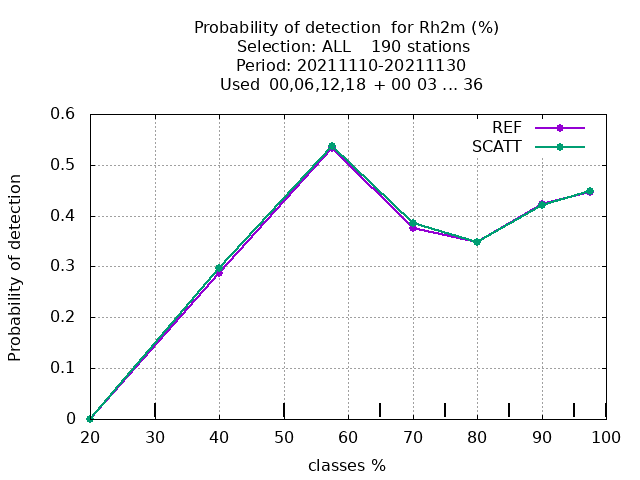 Probability of detection for Rh2m (%)
Selection: ALL 190 stations
Period: 20211110-20211130
Used 00,06,12,18 + 00 03 ... 36
REF
SCATT
Probability of detection
0.6
0.5
0.4
0.3
0.2
0.1
0
20 30 40 50 60 70 80 90 100
classes %